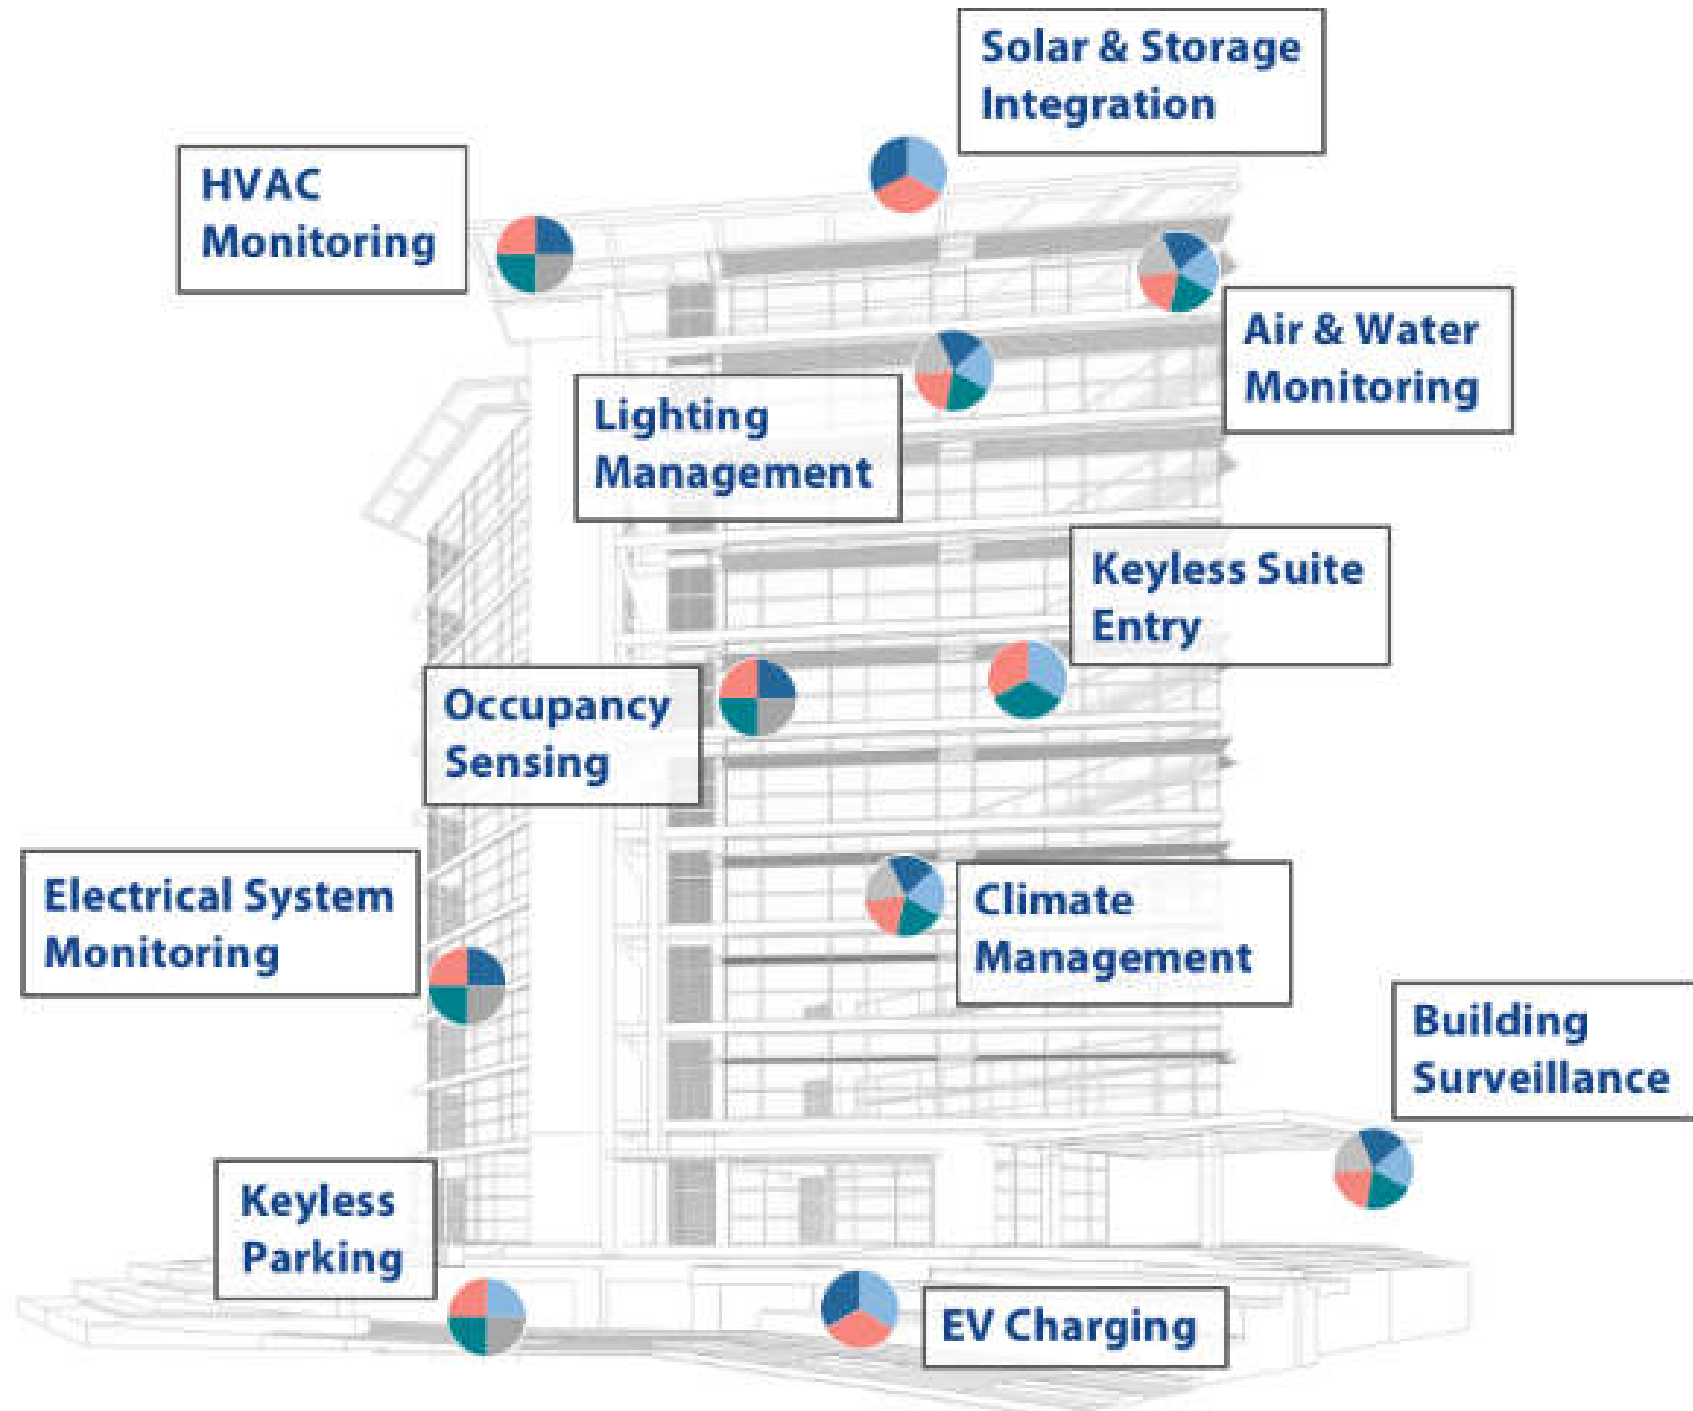 Solar & Storage
Integration
HVAC
Monitoring
Air & Water
Monitoring
Lighting
Management
Keyless Suite
Entry
Occupancy
Sensing
Electrical System
Monitoring
Climate
Management
Building
Surveillance
Keyless
Parking
EV Charging